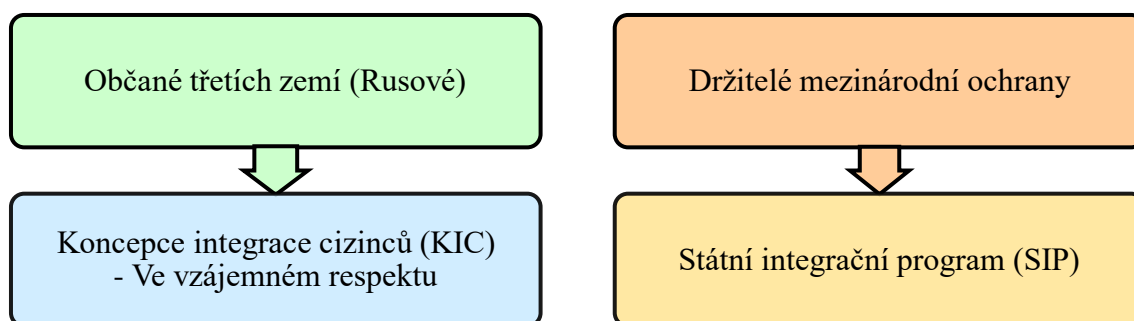 Občané třetích zemí (Rusové)
Držitelé mezinárodní ochrany
Koncepce integrace cizinců (KIC)
- Ve vzájemném respektu
Státní integrační program (SIP)